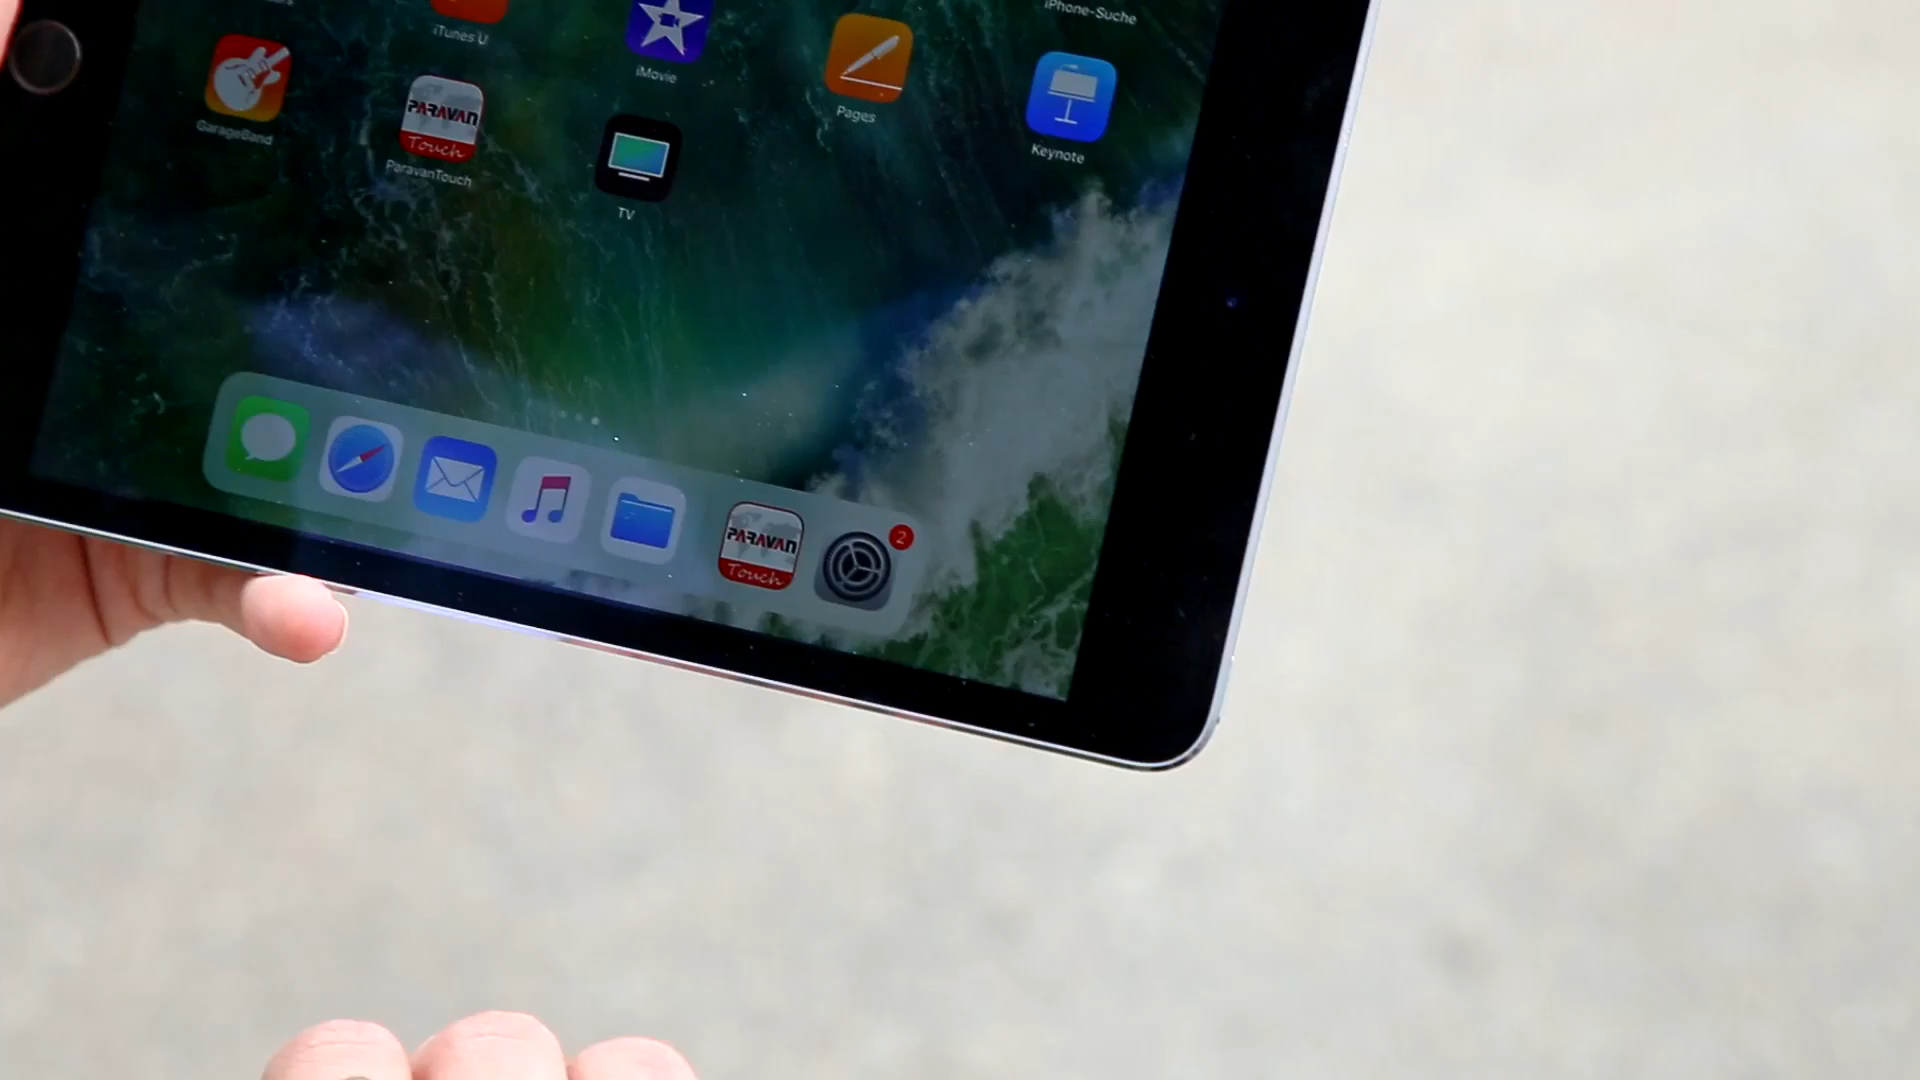 iPhone-Suche
iTunes U
iMovie
Pages
Keynote
GarageBand
PARAVAN
Touch
ParavanTouch
TV
PARAVAN
Touch
2